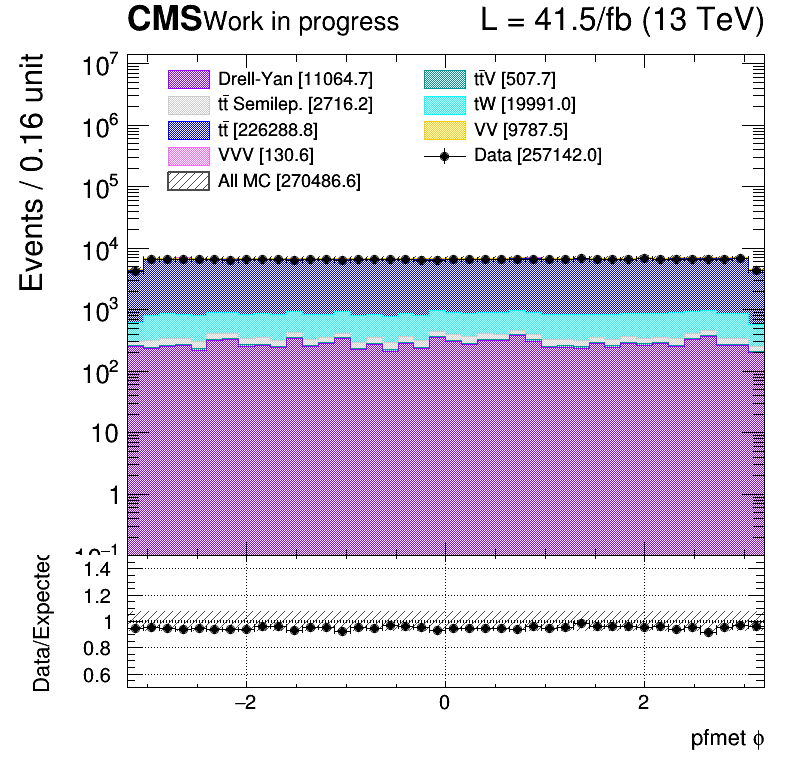 CMS Work in progress L = 41.5/fb (13 TeV)
Events / 0.16 unit
10⁷
10⁶
10⁵
10⁴
10³
10²
10
1
10⁻¹
Drell-Yan [11064.7]
tt̄ Semilep. [2716.2]
tt̄ [226288.8]
VVV [130.6]
All MC [270486.6]
tt̄V [507.7]
tW [19991.0]
VV [9787.5]
Data [257142.0]
Data/Expected
1.4
1.2
1
0.8
0.6
−2 0 2
pfmet ϕ